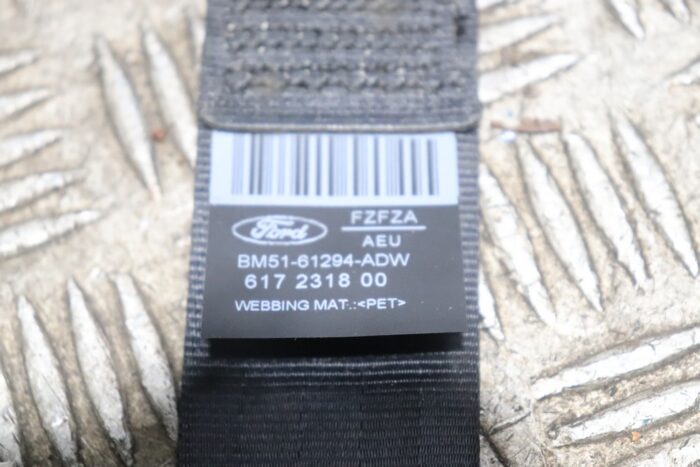 Ford
FZFZA
AEU
BM51-61294-ADW
617 2318 00
WEBBING MAT.:<PET>